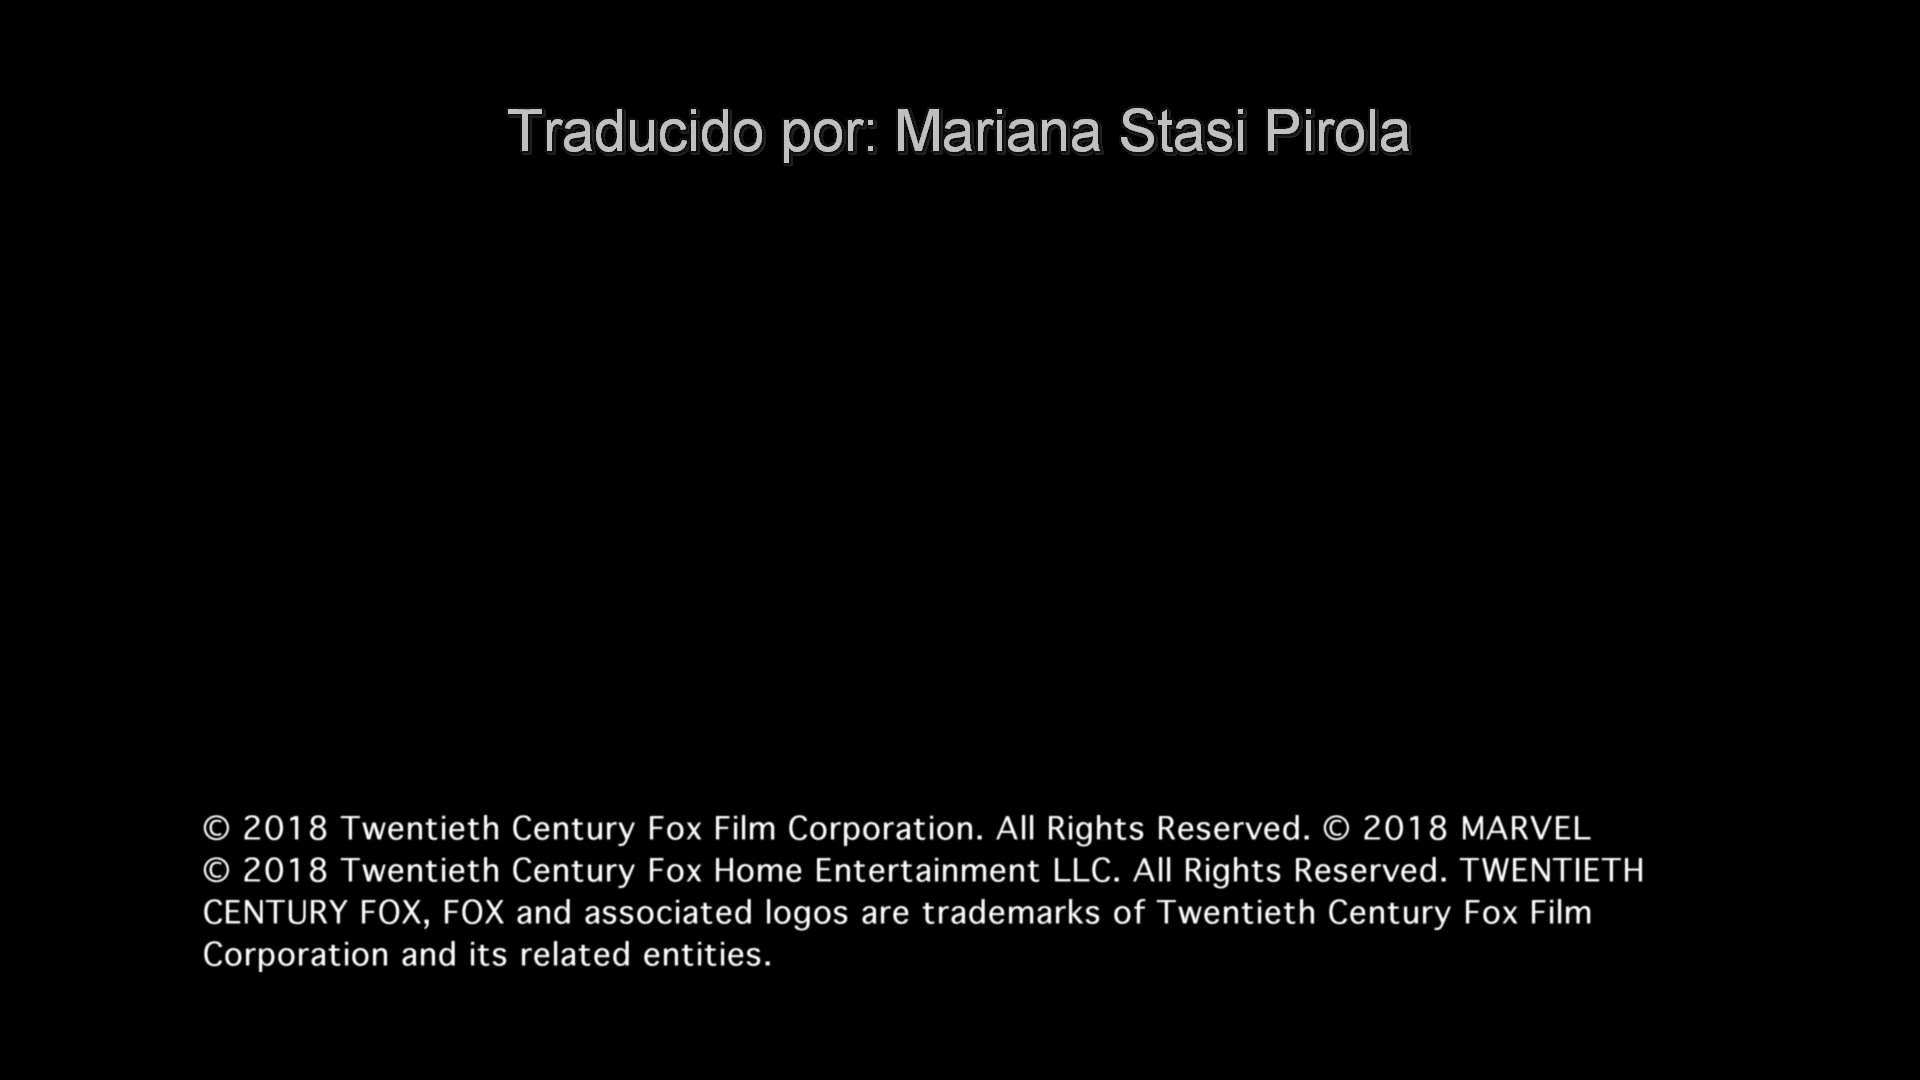 Traducido por: Mariana Stasi Pirola
© 2018 Twentieth Century Fox Film Corporation. All Rights Reserved. © 2018 MARVEL
© 2018 Twentieth Century Fox Home Entertainment LLC. All Rights Reserved. TWENTIETH
CENTURY FOX, FOX and associated logos are trademarks of Twentieth Century Fox Film
Corporation and its related entities.